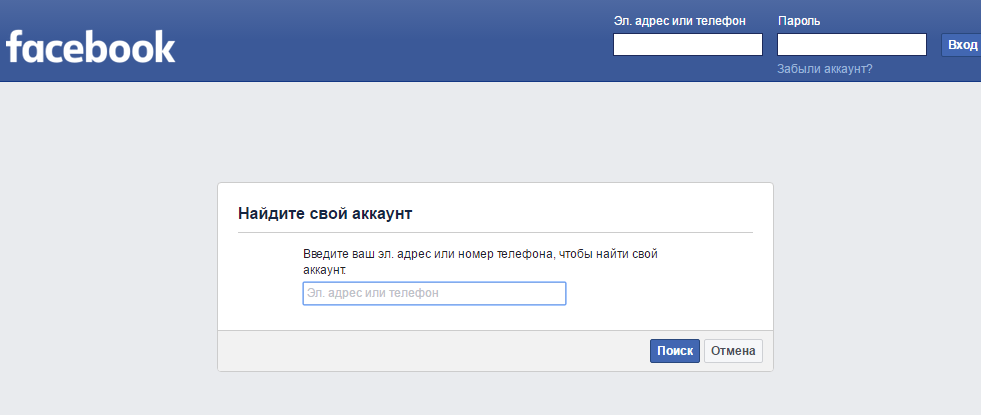 facebook
Эл. адрес или телефон
Пароль
Вход
Забыли аккаунт?
Найдите свой аккаунт
Введите ваш эл. адрес или номер телефона, чтобы найти свой
аккаунт.
Эл. адрес или телефон
Поиск
Отмена